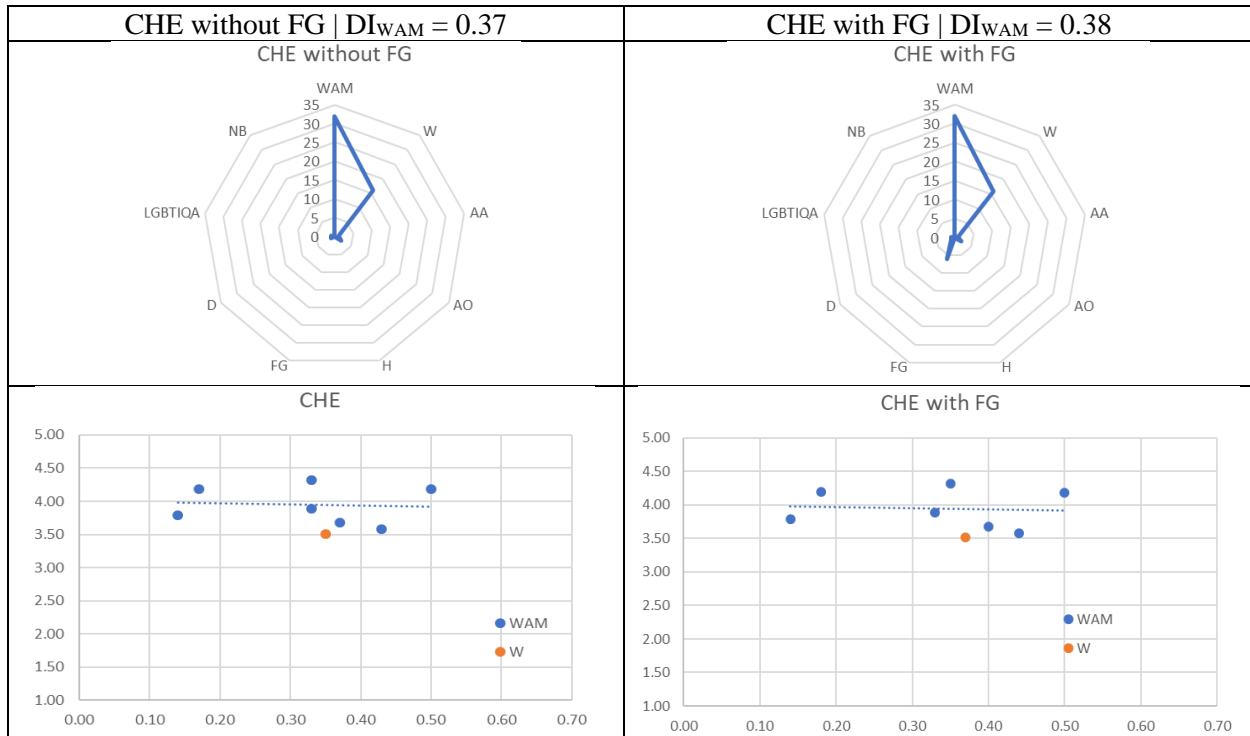 CHE without FG | DIWAM = 0.37
CHE with FG | DIWAM = 0.38
CHE without FG
WAM
35
30
25
20
15
10
5
0
W
AA
AO
H
FG
D
LGBTIQA
NB
CHE with FG
WAM
35
30
25
20
15
10
5
0
W
AA
AO
H
FG
D
LGBTIQA
NB
CHE
5.00
4.50
4.00
3.50
3.00
2.50
2.00
1.50
1.00
0.00 0.10 0.20 0.30 0.40 0.50 0.60 0.70
WAM
W
CHE with FG
5.00
4.50
4.00
3.50
3.00
2.50
2.00
1.50
1.00
0.00 0.10 0.20 0.30 0.40 0.50 0.60 0.70
WAM
W